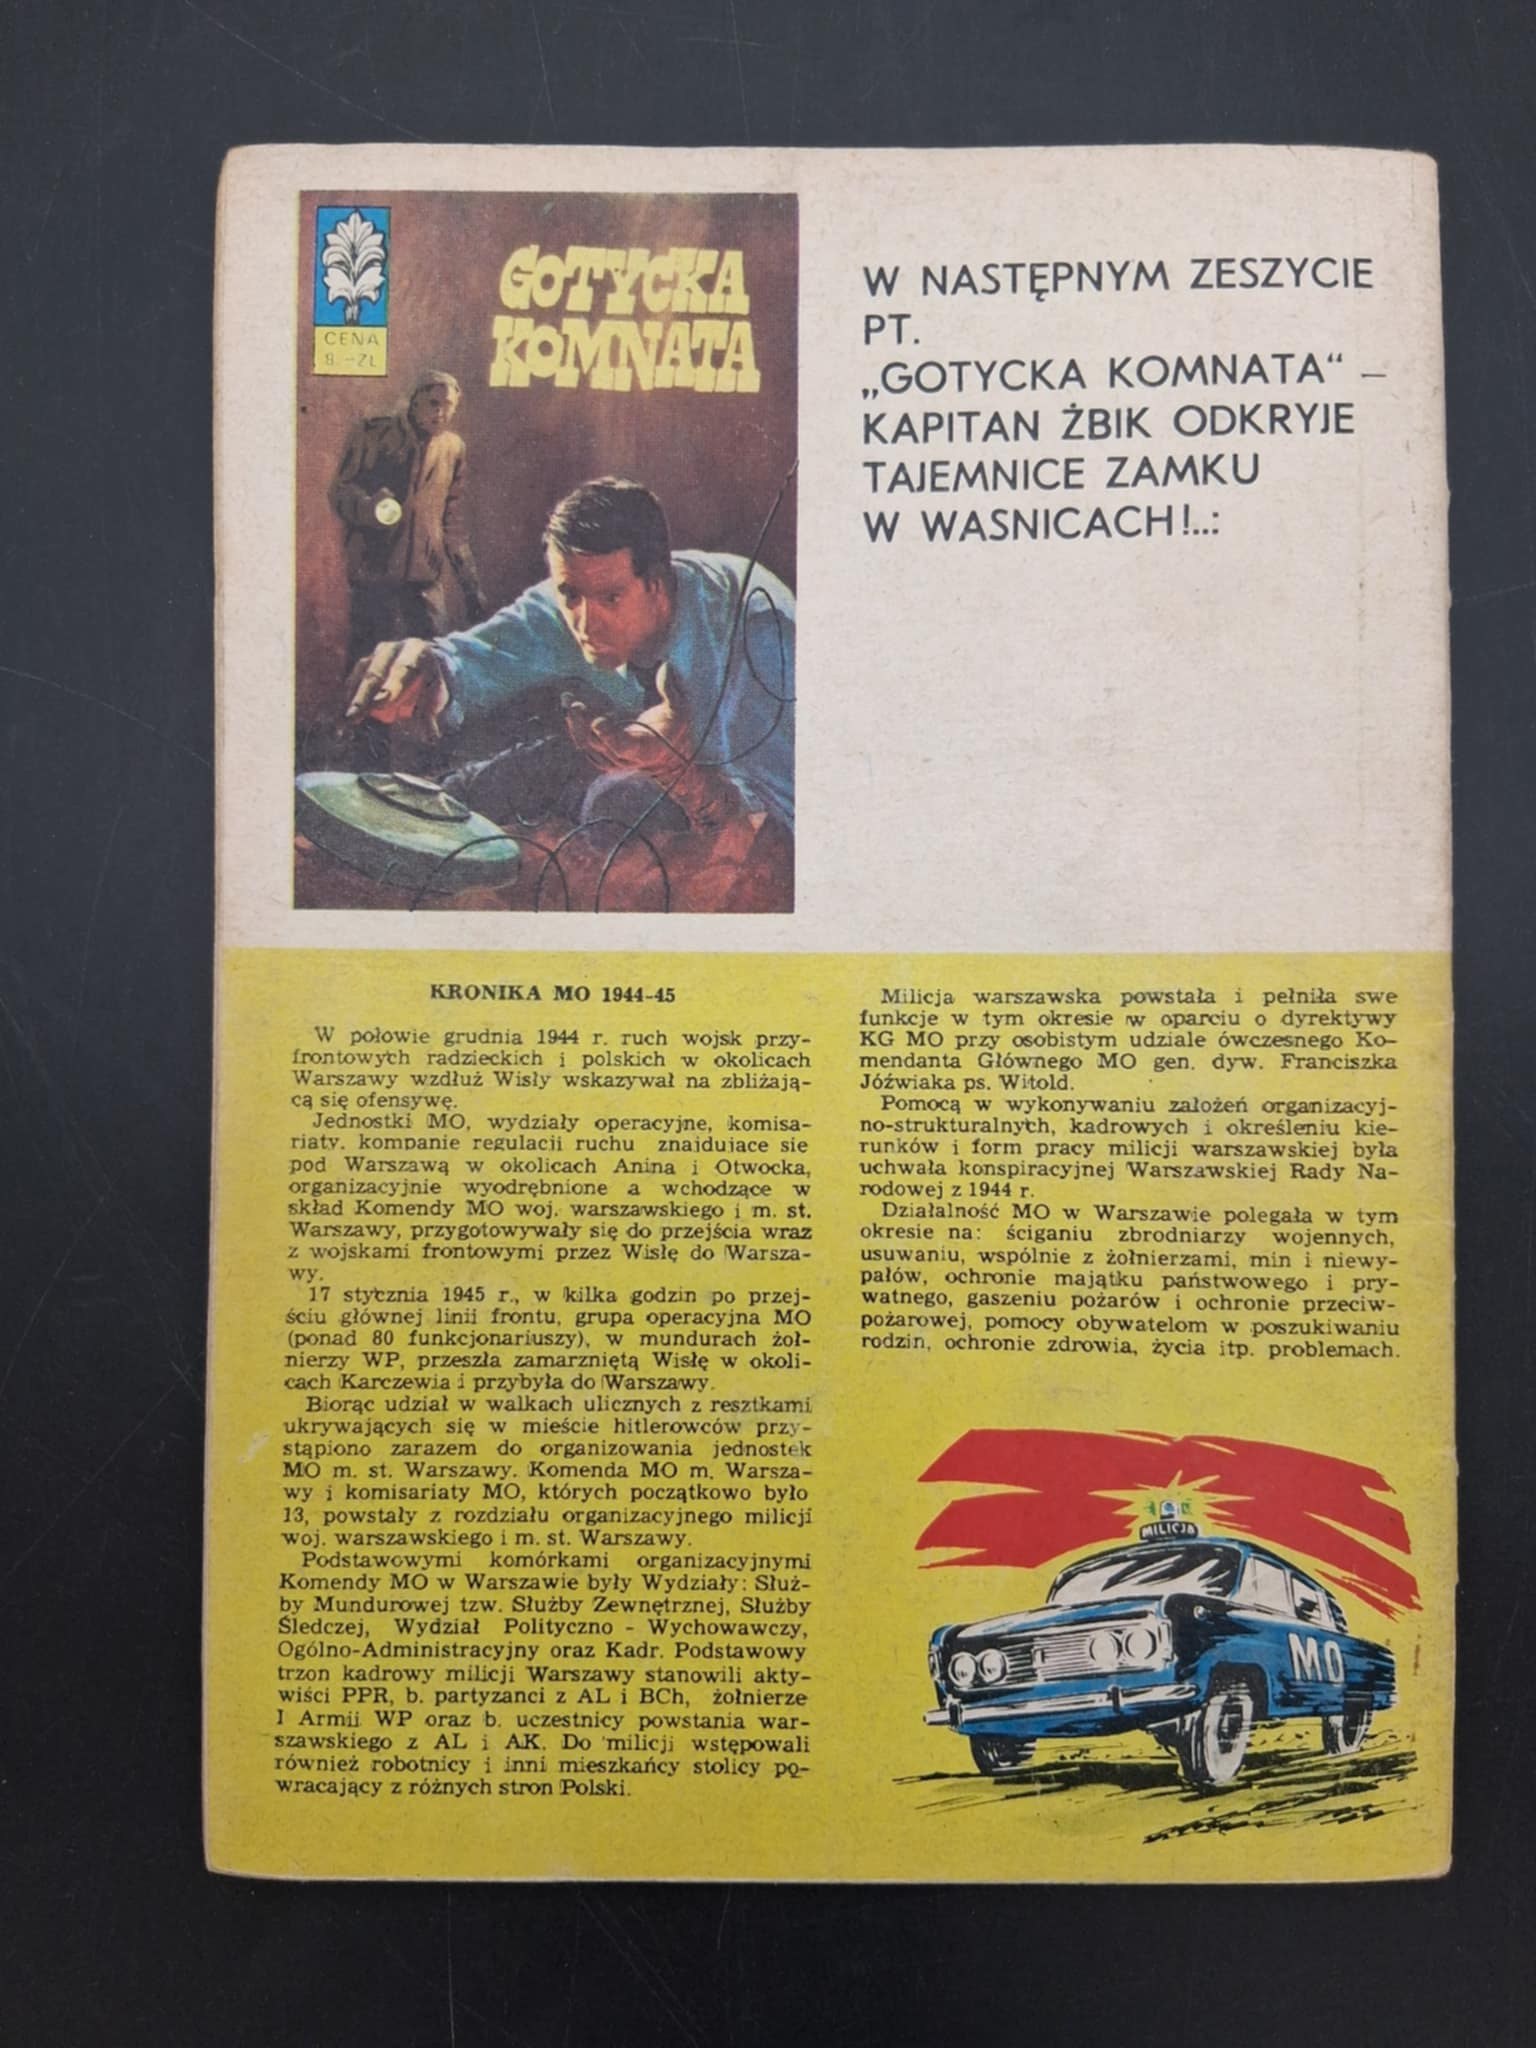 GOTYCKA
KOMNATA
CENA
8.-ZŁ
W NASTĘPNYM ZESZYCIE
PT.
„GOTYCKA KOMNATA“ —
KAPITAN ŻBIK ODKRYJE
TAJEMNICE ZAMKU
W WASNICACH!..:
KRONIKA MO 1944-45
W połowie grudnia 1944 r. ruch wojsk przy-
frontowych radzieckich i polskich w okolicach
Warszawy wzdłuż Wisły wskazywał na zbliżają-
cą się ofensywę.
Jednostki MO, wydziały operacyjne, komisa-
riaty, kompanie regulacji ruchu znajdujące się
pod Warszawą w okolicach Anina i Otwocka,
organizacyjnie wyodrębnione a wchodzące w
skład Komendy MO woj. warszawskiego i m. st.
Warszawy, przygotowywały się do przejścia wraz
z wojskami frontowymi przez Wisłę do Warsza-
wy.
17 stycznia 1945 r., w kilka godzin po przej-
ściu głównej linii frontu, grupa operacyjna MO
(ponad 80 funkcjonariuszy), w mundurach żoł-
nierzy WP, przeszła zamarzniętą Wisłę w okoli-
cach Karczewia i przybyła do Warszawy.
Biorąc udział w walkach ulicznych z resztkami
ukrywających się w mieście hitlerowców przy-
stąpiono zarazem do organizowania jednostek
MO m. st. Warszawy. Komenda MO m. Warsza-
wy i komisariaty MO, których początkowo było
13, powstały z rozdziału organizacyjnego milicji
woj. warszawskiego i m. st. Warszawy.
Podstawowymi komórkami organizacyjnymi
Komendy MO w Warszawie były Wydziały: Służ-
by Mundurowej tzw. Służby Zewnętrznej, Służby
Śledczej, Wydział Polityczno - Wychowawczy,
Ogólno-Administracyjny oraz Kadr. Podstawowy
trzon kadrowy milicji Warszawy stanowili akty-
wiści PPR, b. partyzanci z AL i BCh, żołnierze
I Armii WP oraz b. uczestnicy powstania war-
szawskiego z AL i AK. Do milicji wstępowali
również robotnicy i inni mieszkańcy stolicy po-
wracający z różnych stron Polski.
Milicja warszawska powstała i pełniła swe
funkcje w tym okresie w oparciu o dyrektywy
KG MO przy osobistym udziale ówczesnego Ko-
mendanta Głównego MO gen. dyw. Franciszka
Jóźwiaka ps. Witold.
Pomocą w wykonywaniu założeń organizacyj-
no-strukturalnych, kadrowych i określeniu kie-
runków i form pracy milicji warszawskiej była
uchwała konspiracyjnej Warszawskiej Rady Na-
rodowej z 1944 r.
Działalność MO w Warszawie polegała w tym
okresie na: ściganiu zbrodniarzy wojennych,
usuwaniu, wspólnie z żołnierzami, min i niewy-
pałów, ochronie majątku państwowego i pry-
watnego, gaszeniu pożarów i ochronie przeciw-
pożarowej, pomocy obywatelom w poszukiwaniu
rodzin, ochronie zdrowia, życia itp. problemach.
MILICJA
MO